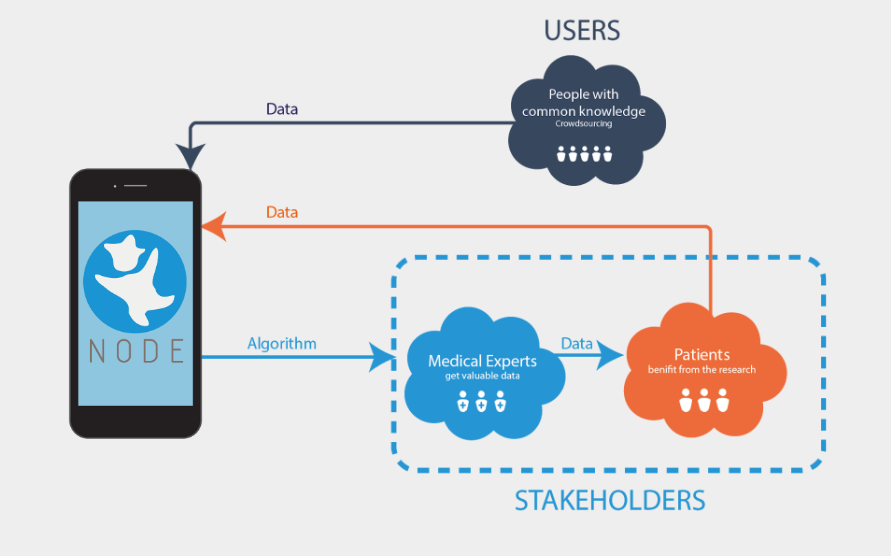 USERS
People with
common knowledge
Crowdsourcing
Data
Data
NODE
Algorithm
Medical Experts
get valuable data
Data
Patients
benifit from the research
STAKEHOLDERS